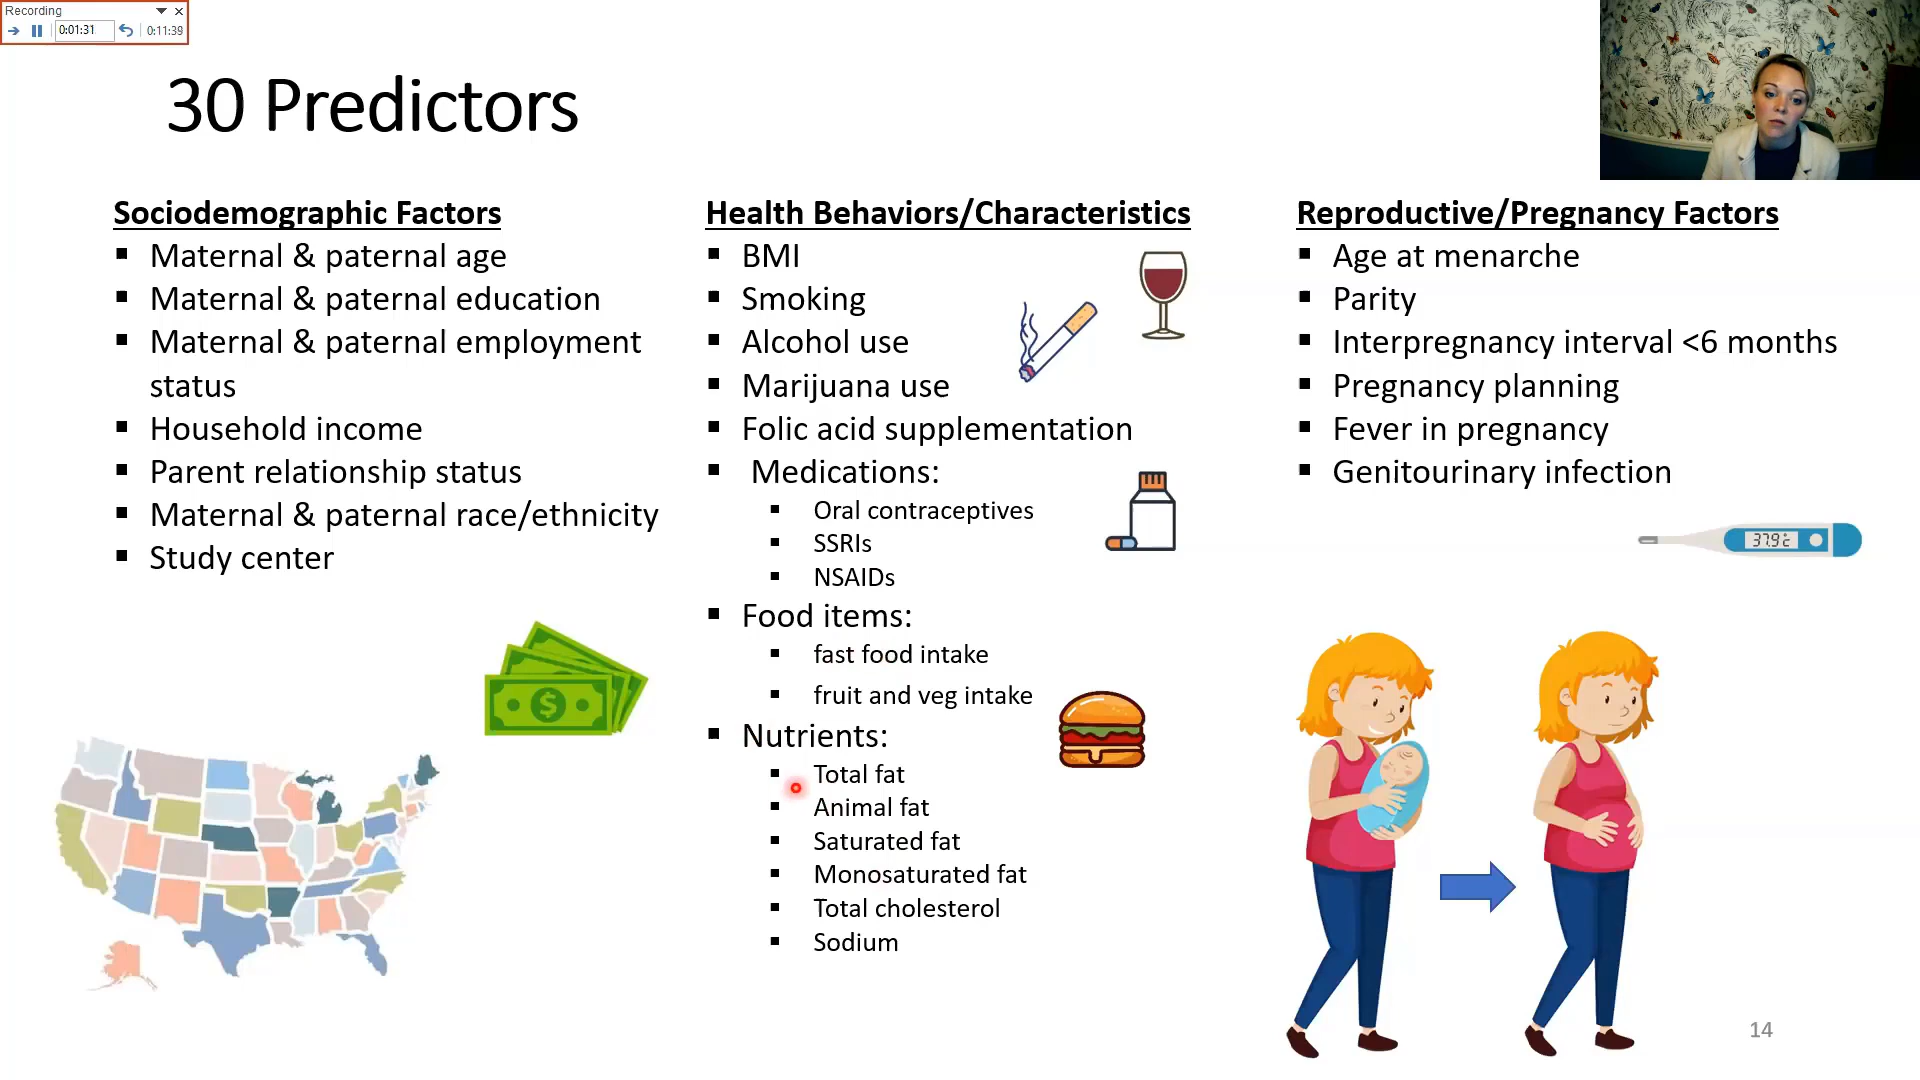 Recording
0:01:31
0:11:39
30 Predictors
Sociodemographic Factors
Maternal & paternal age
Maternal & paternal education
Maternal & paternal employment
status
Household income
Parent relationship status
Maternal & paternal race/ethnicity
Study center
Health Behaviors/Characteristics
BMI
Smoking
Alcohol use
Marijuana use
Folic acid supplementation
Medications:
Oral contraceptives
SSRIs
NSAIDs
Food items:
fast food intake
fruit and veg intake
Nutrients:
Total fat
Animal fat
Saturated fat
Monosaturated fat
Total cholesterol
Sodium
Reproductive/Pregnancy Factors
Age at menarche
Parity
Interpregnancy interval <6 months
Pregnancy planning
Fever in pregnancy
Genitourinary infection
37.9c
$
14